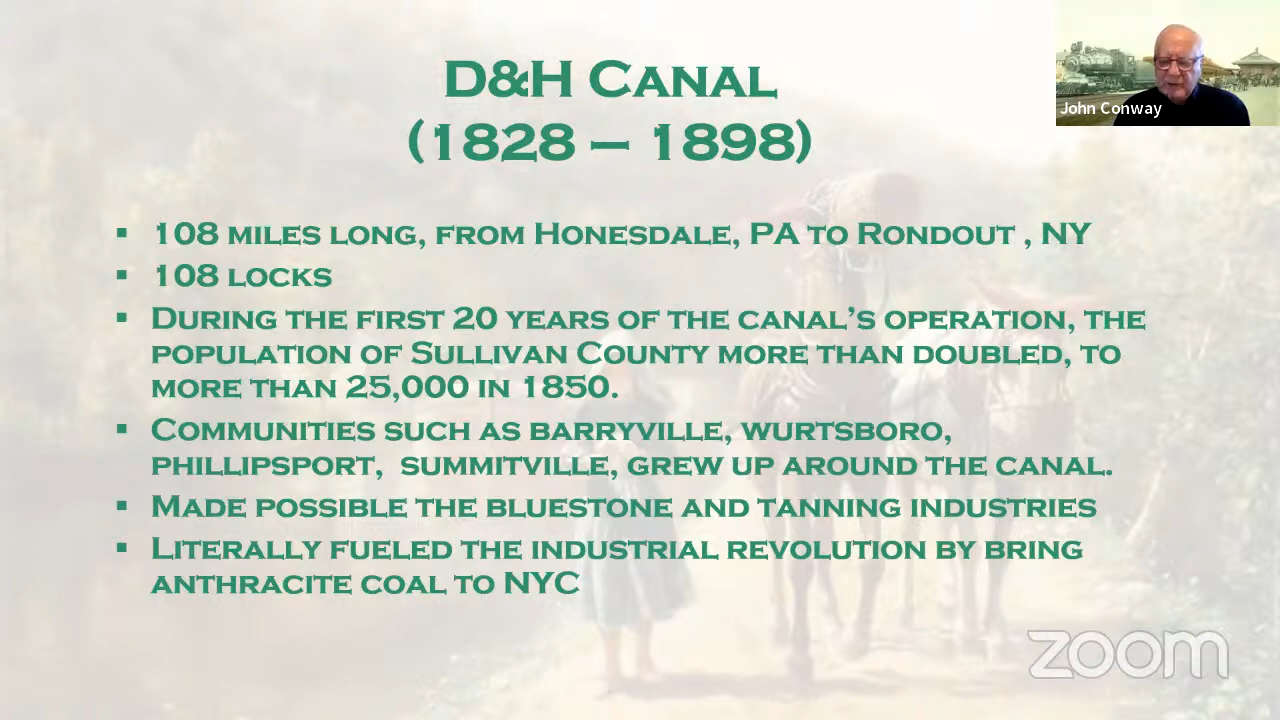 D&H Canal
(1828 – 1898)
John Conway
▪ 108 miles long, from Honesdale, PA to Rondout , NY
▪ 108 locks
▪ During the first 20 years of the canal's operation, the
population of Sullivan County more than doubled, to
more than 25,000 in 1850.
▪ Communities such as barryville, wurtsboro,
phillipsport, summitville, grew up around the canal.
▪ Made possible the bluestone and tanning industries
▪ Literally fueled the industrial revolution by bring
anthracite coal to NYC
zoom